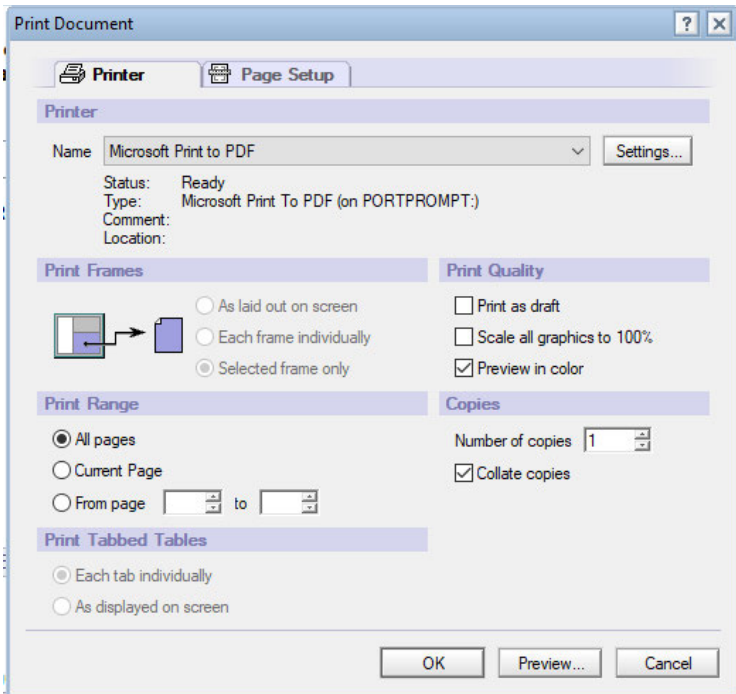 Print Document
Printer Page Setup
Printer
Name Microsoft Print to PDF Settings...
Status: Ready
Type: Microsoft Print To PDF (on PORTPROMPT:)
Comment:
Location:
Print Frames
As laid out on screen
Each frame individually
Selected frame only
Print Quality
Print as draft
Scale all graphics to 100%
Preview in color
Print Range
All pages
Current Page
From page to
Copies
Number of copies 1
Collate copies
Print Tabbed Tables
Each tab individually
As displayed on screen
OK Preview... Cancel